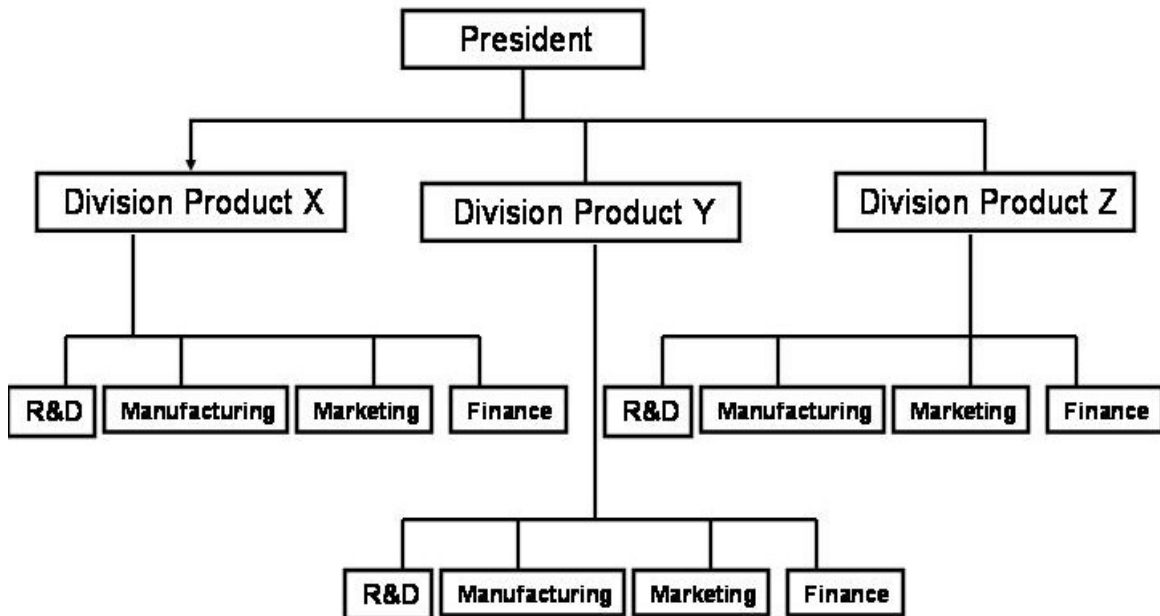 President
Division Product X
Division Product Y
Division Product Z
R&D
Manufacturing
Marketing
Finance
R&D
Manufacturing
Marketing
Finance
R&D
Manufacturing
Marketing
Finance